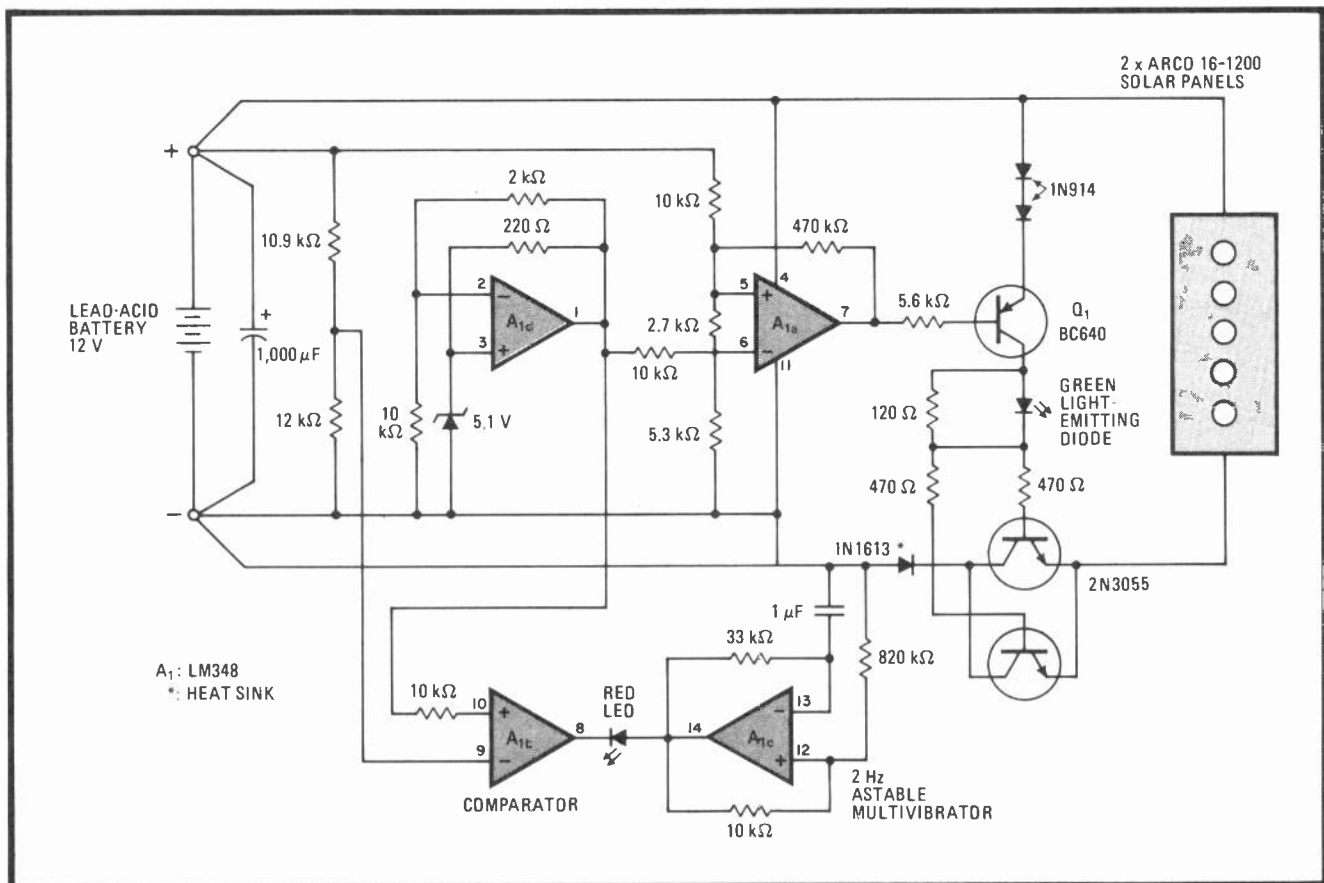 2 x ARCO 16-1200
SOLAR PANELS
+
2 kΩ
220 Ω
10 kΩ
470 kΩ
1N914
10.9 kΩ
LEAD-ACID
BATTERY
12 V
+
1,000 µF
2
−
A1d
1
3
+
5
+
4
A1a
7
6
−
11
5.6 kΩ
Q1
BC640
2.7 kΩ
10 kΩ
12 kΩ
10
kΩ
5.1 V
5.3 kΩ
120 Ω
GREEN
LIGHT-
EMITTING
DIODE
470 Ω
470 Ω
−
1N1613 *
2N3055
1 µF
33 kΩ
820 kΩ
A1: LM348
*: HEAT SINK
10 kΩ
10
+
8
9
−
RED
LED
14
13
−
A1c
12
+
COMPARATOR
10 kΩ
2 Hz
ASTABLE
MULTIVIBRATOR